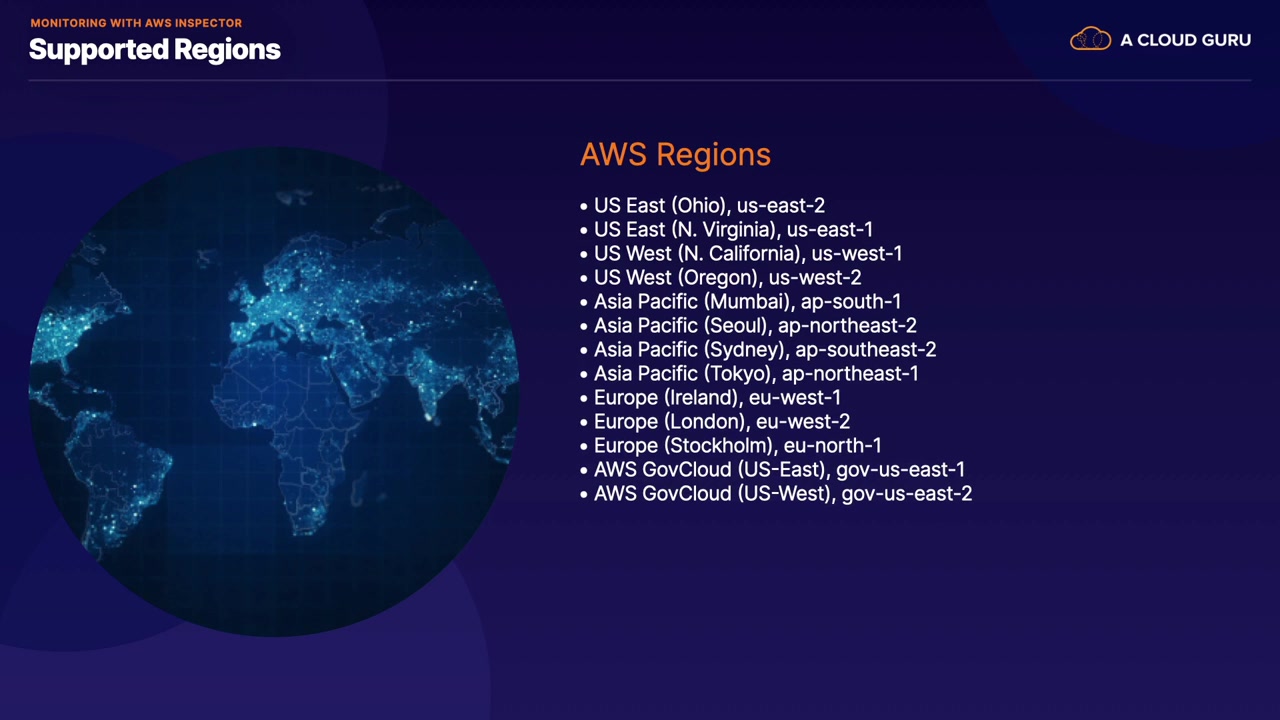 MONITORING WITH AWS INSPECTOR
Supported Regions
A CLOUD GURU
AWS Regions
• US East (Ohio), us-east-2
• US East (N. Virginia), us-east-1
• US West (N. California), us-west-1
• US West (Oregon), us-west-2
• Asia Pacific (Mumbai), ap-south-1
• Asia Pacific (Seoul), ap-northeast-2
• Asia Pacific (Sydney), ap-southeast-2
• Asia Pacific (Tokyo), ap-northeast-1
• Europe (Ireland), eu-west-1
• Europe (London), eu-west-2
• Europe (Stockholm), eu-north-1
• AWS GovCloud (US-East), gov-us-east-1
• AWS GovCloud (US-West), gov-us-east-2